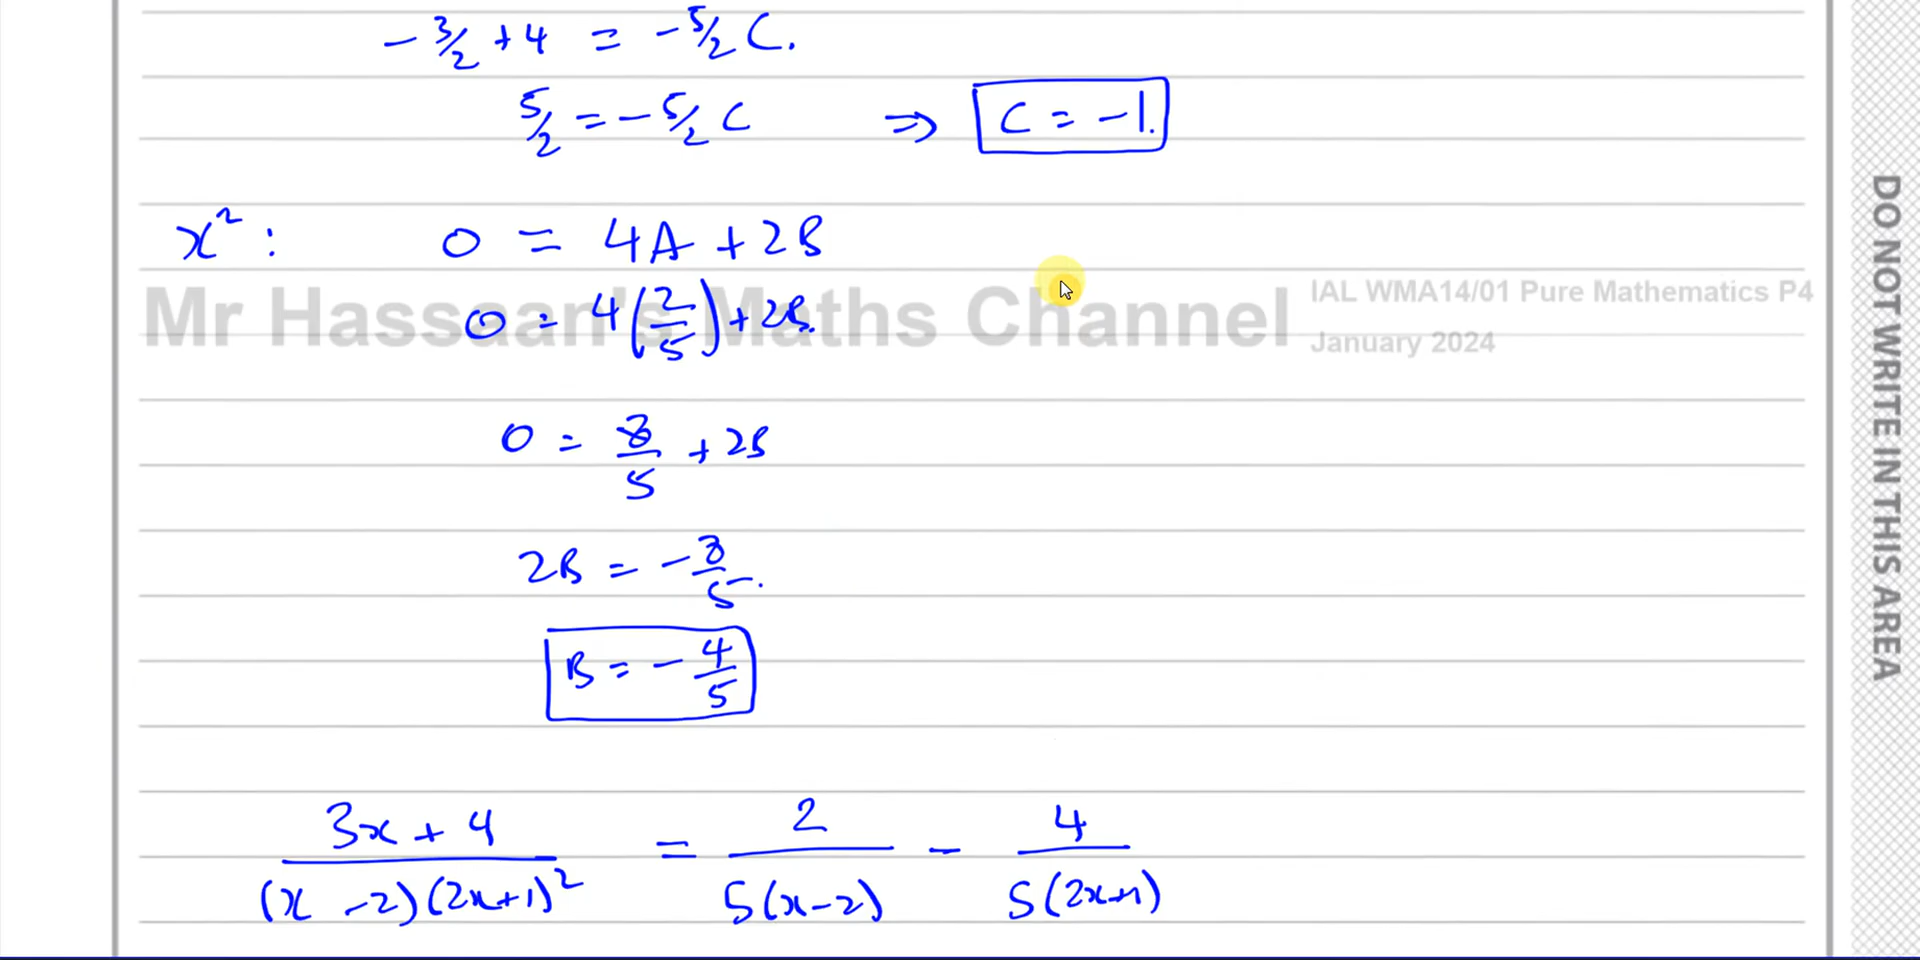 -3/2 + 4 = -5/2 C.
5/2 = -5/2 C ⇒ C = -1.
x²: 0 = 4A + 2B
0 = 4(2/5) + 2B.
Mr Hassaan's Maths Channel
IAL WMA14/01 Pure Mathematics P4
January 2024
0 = 8/5 + 2B
2B = -8/5.
B = -4/5
(3x + 4)/((x - 2)(2x+1)²) = 2/(5(x-2)) - 4/(5(2x+1))
DO NOT WRITE IN THIS AREA